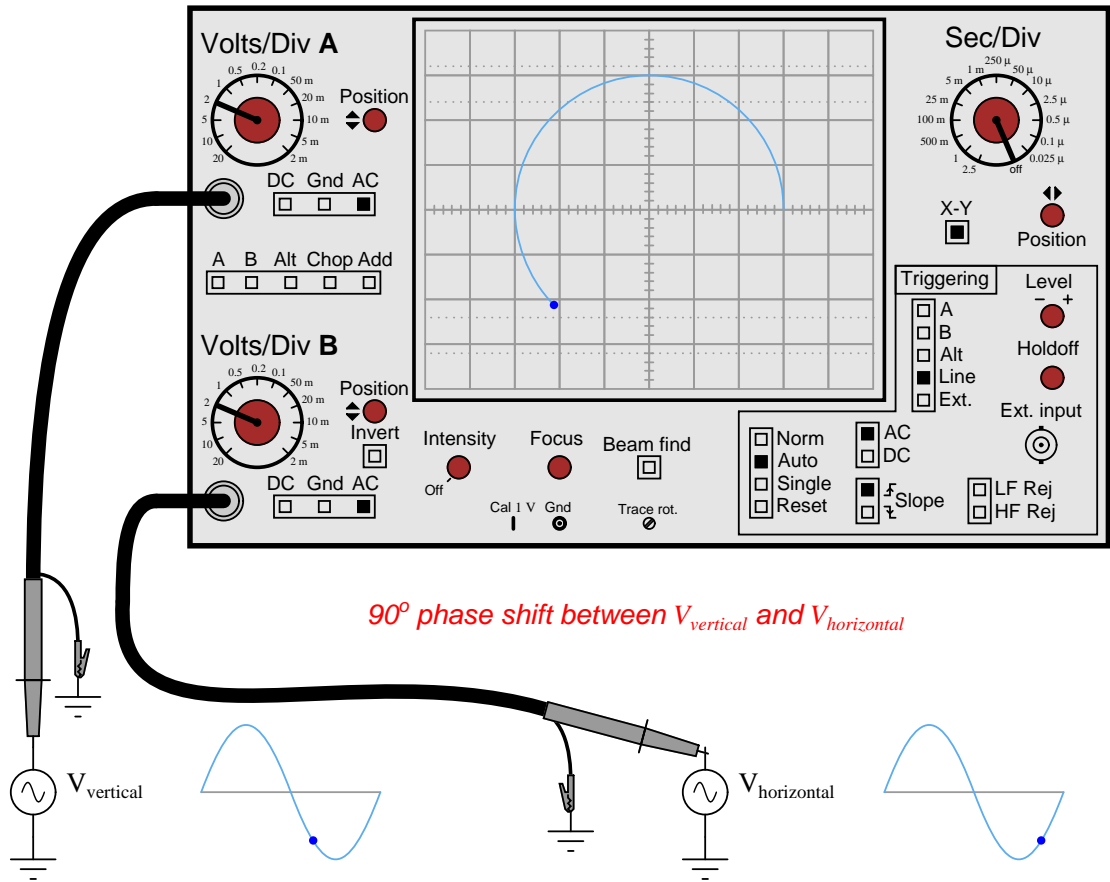 Volts/Div A
0.5 0.2 0.1
1 50 m
2 20 m
5 10 m
10 5 m
20 2 m
Position
DC Gnd AC
A B Alt Chop Add
Volts/Div B
0.5 0.2 0.1
1 50 m
2 20 m
5 10 m
10 5 m
20 2 m
Position
Invert
DC Gnd AC
Intensity
Off
Focus
Beam find
Cal 1 V Gnd
Trace rot.
Sec/Div
250 µ
1 m 50 µ
5 m 10 µ
25 m 2.5 µ
100 m 0.5 µ
500 m 0.1 µ
1 0.025 µ
2.5 off
X-Y
Position
Triggering
A
B
Alt
Line
Ext.
Level
– +
Holdoff
Ext. input
Norm
Auto
Single
Reset
AC
DC
Slope
LF Rej
HF Rej
90o phase shift between Vvertical and Vhorizontal
Vvertical
Vhorizontal